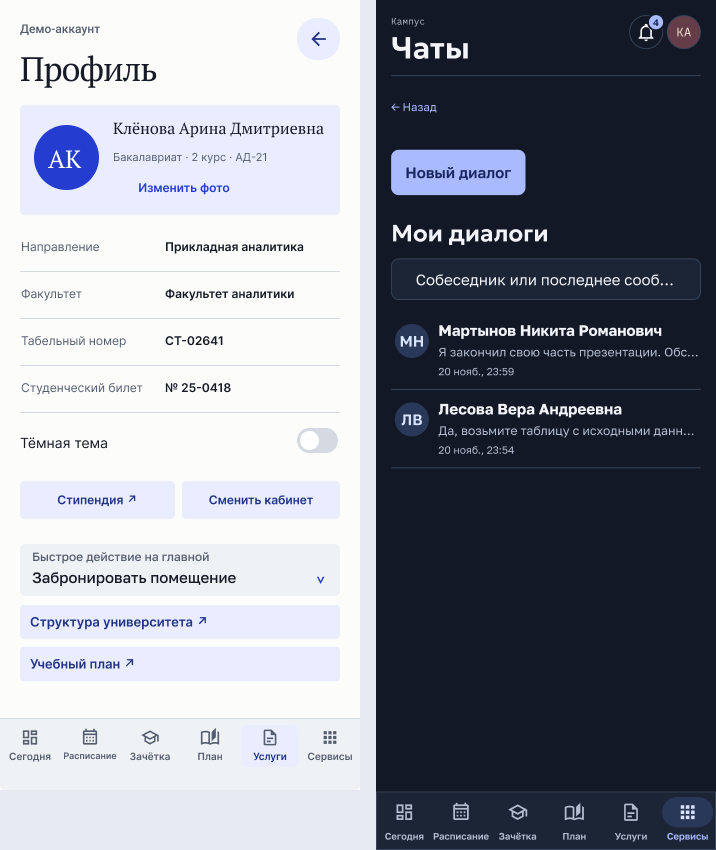 Демо-аккаунт
Профиль
АК
Клёнова Арина Дмитриевна
Бакалавриат · 2 курс · АД-21
Изменить фото
Направление Прикладная аналитика
Факультет Факультет аналитики
Табельный номер СТ-02641
Студенческий билет № 25-0418
Тёмная тема
Стипендия ↗ Сменить кабинет
Быстрое действие на главной
Забронировать помещение
Структура университета ↗
Учебный план ↗
Сегодня Расписание Зачётка План Услуги Сервисы
Кампус
Чаты
4
КА
← Назад
Новый диалог
Мои диалоги
Собеседник или последнее сооб…
МН
Мартынов Никита Романович
Я закончил свою часть презентации. Обс…
20 нояб., 23:59
ЛВ
Лесова Вера Андреевна
Да, возьмите таблицу с исходными данн…
20 нояб., 23:54
Сегодня Расписание Зачётка План Услуги Сервисы